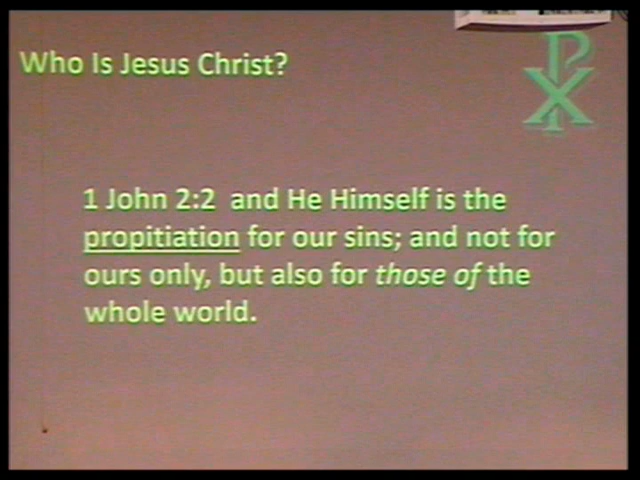 Who Is Jesus Christ?
1 John 2:2 and He Himself is the
propitiation for our sins; and not for
ours only, but also for those of the
whole world.